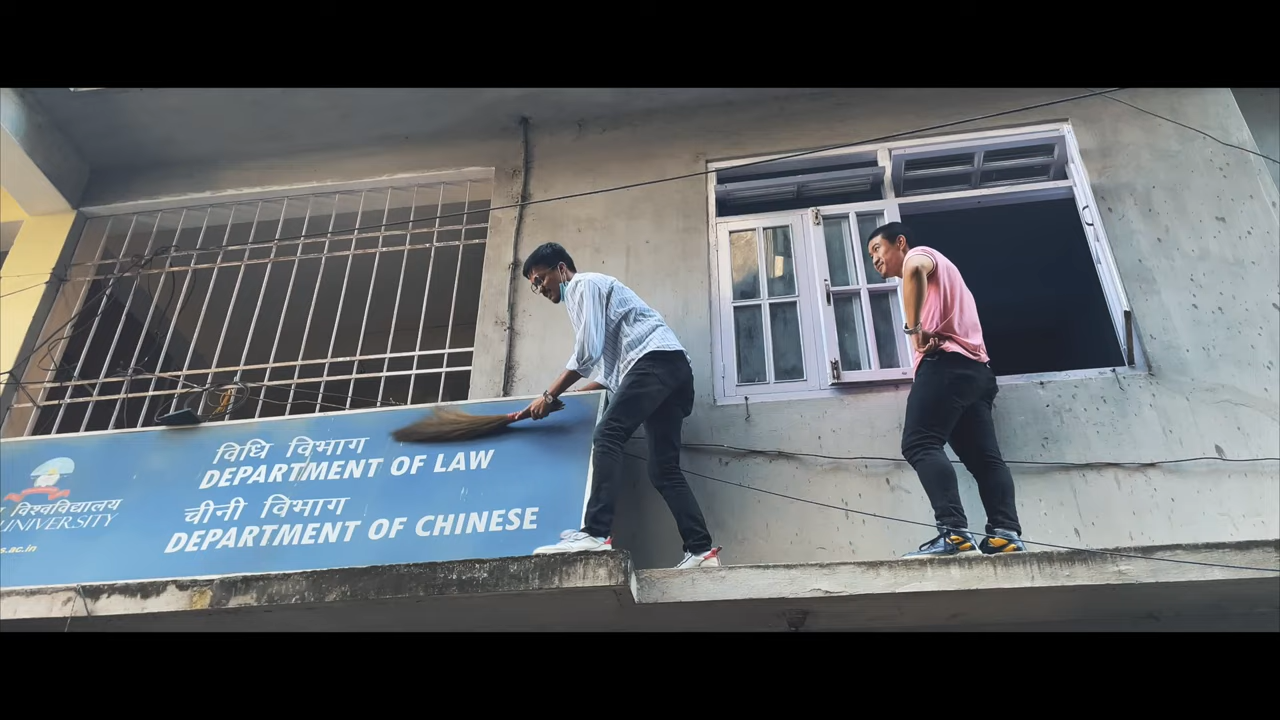 विधि विभाग
DEPARTMENT OF LAW
चीनी विभाग
DEPARTMENT OF CHINESE
विश्वविद्यालय
UNIVERSITY
s.ac.in